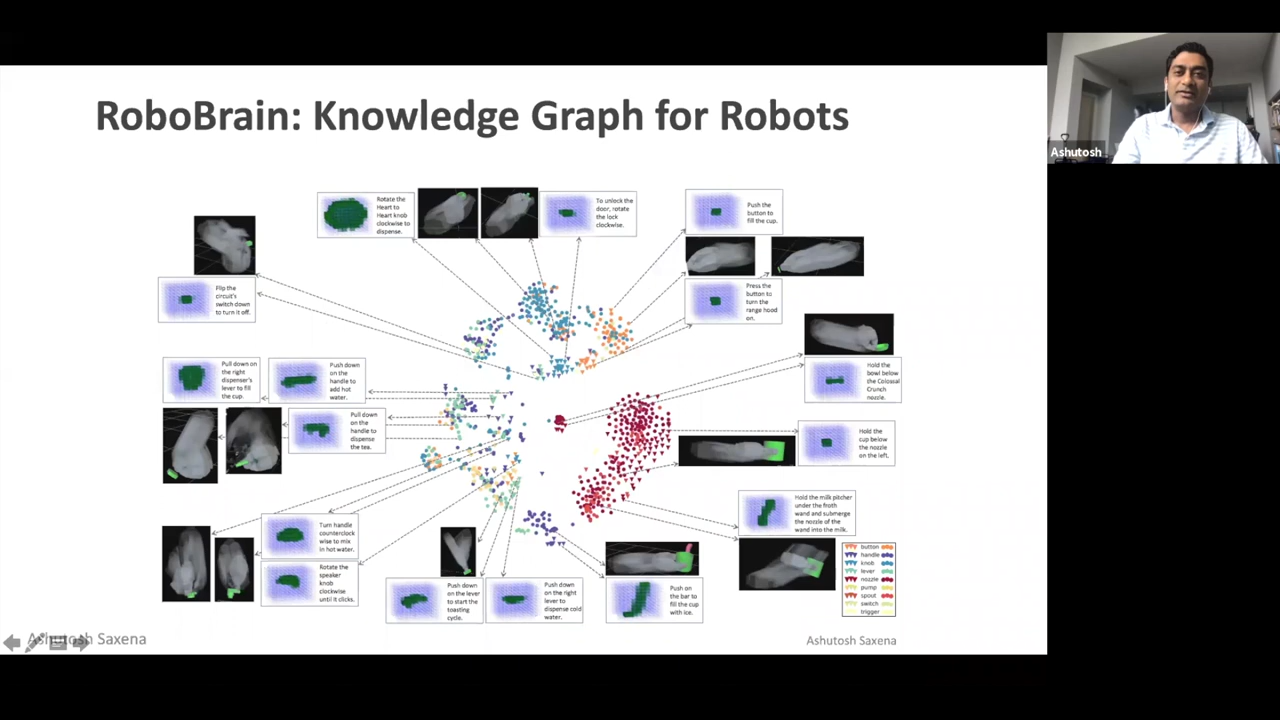 RoboBrain: Knowledge Graph for Robots
Ashutosh
Rotate the
Heart to
Heart knob
clockwise to
dispense.
To unlock the
door, rotate
the lock
clockwise.
Push the
button to
fill the cup.
Flip the
circuit's
switch down
to turn it off.
Press the
button to
turn the
range hood
on.
Pull down on
the right
dispenser's
lever to fill
the cup.
Push down
on the
handle to
add hot
water.
Hold the
bowl below
the Colossal
Crunch
nozzle.
Pull down
on the
handle to
dispense
the tea.
Hold the
cup below
the nozzle
on the left.
Hold the milk pitcher
under the froth
wand and submerge
the nozzle of the
wand into the milk.
Turn handle
counterclock
wise to mix
in hot water.
Rotate the
speaker
knob
clockwise
until it clicks.
Push down
on the lever
to start the
toasting
cycle.
Push down
on the right
lever to
dispense cold
water.
Push on
the bar to
fill the cup
with ice.
button
handle
knob
lever
nozzle
pump
spout
switch
trigger
Ashutosh Saxena
Ashutosh Saxena